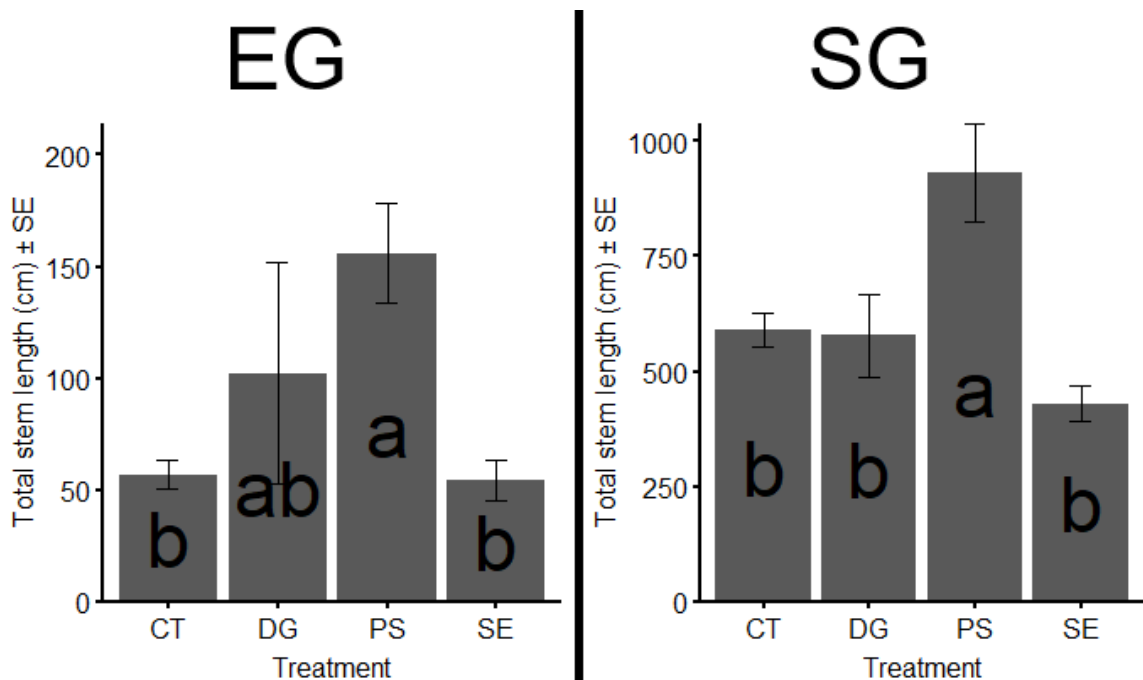 EG
Total stem length (cm) ± SE
200
150
100
50
0
b
ab
a
b
CT DG PS SE
Treatment
SG
Total stem length (cm) ± SE
1000
750
500
250
0
b
b
a
b
CT DG PS SE
Treatment